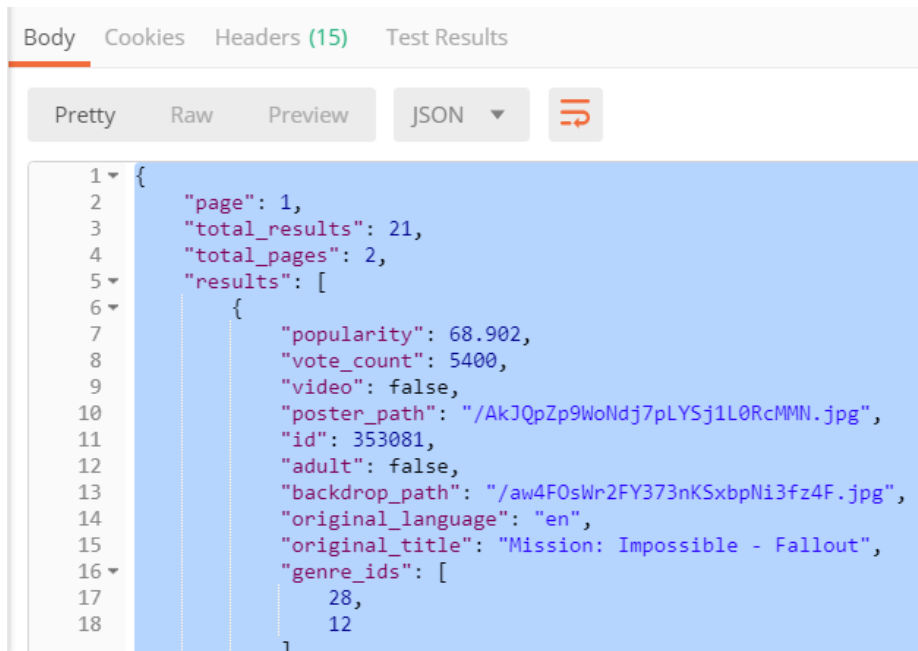 Body Cookies Headers (15) Test Results
Pretty Raw Preview JSON
1 {
2 "page": 1,
3 "total_results": 21,
4 "total_pages": 2,
5 "results": [
6 {
7 "popularity": 68.902,
8 "vote_count": 5400,
9 "video": false,
10 "poster_path": "/AkJQpZp9WoNdj7pLYSj1L0RcMMN.jpg",
11 "id": 353081,
12 "adult": false,
13 "backdrop_path": "/aw4FOsWr2FY373nKSxbpNi3fz4F.jpg",
14 "original_language": "en",
15 "original_title": "Mission: Impossible - Fallout",
16 "genre_ids": [
17 28,
18 12
]